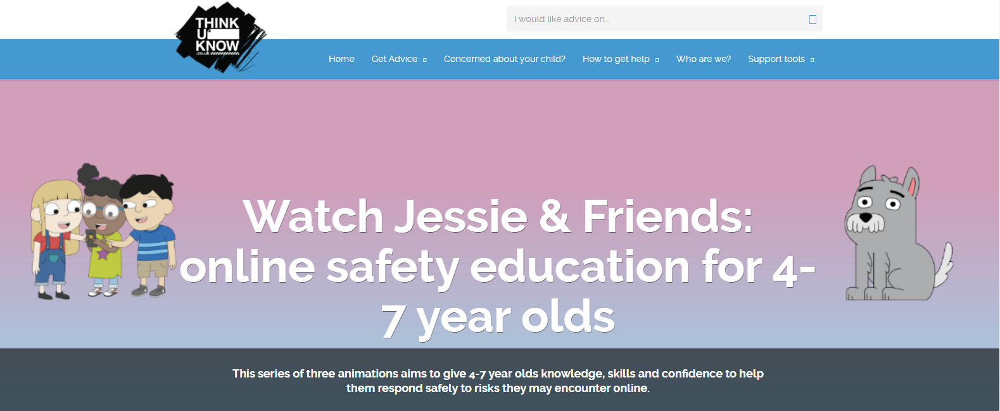 THINK
U
KNOW
.co.uk
I would like advice on...
Home Get Advice Concerned about your child? How to get help Who are we? Support tools
Watch Jessie & Friends:
online safety education for 4-
7 year olds
This series of three animations aims to give 4-7 year olds knowledge, skills and confidence to help
them respond safely to risks they may encounter online.